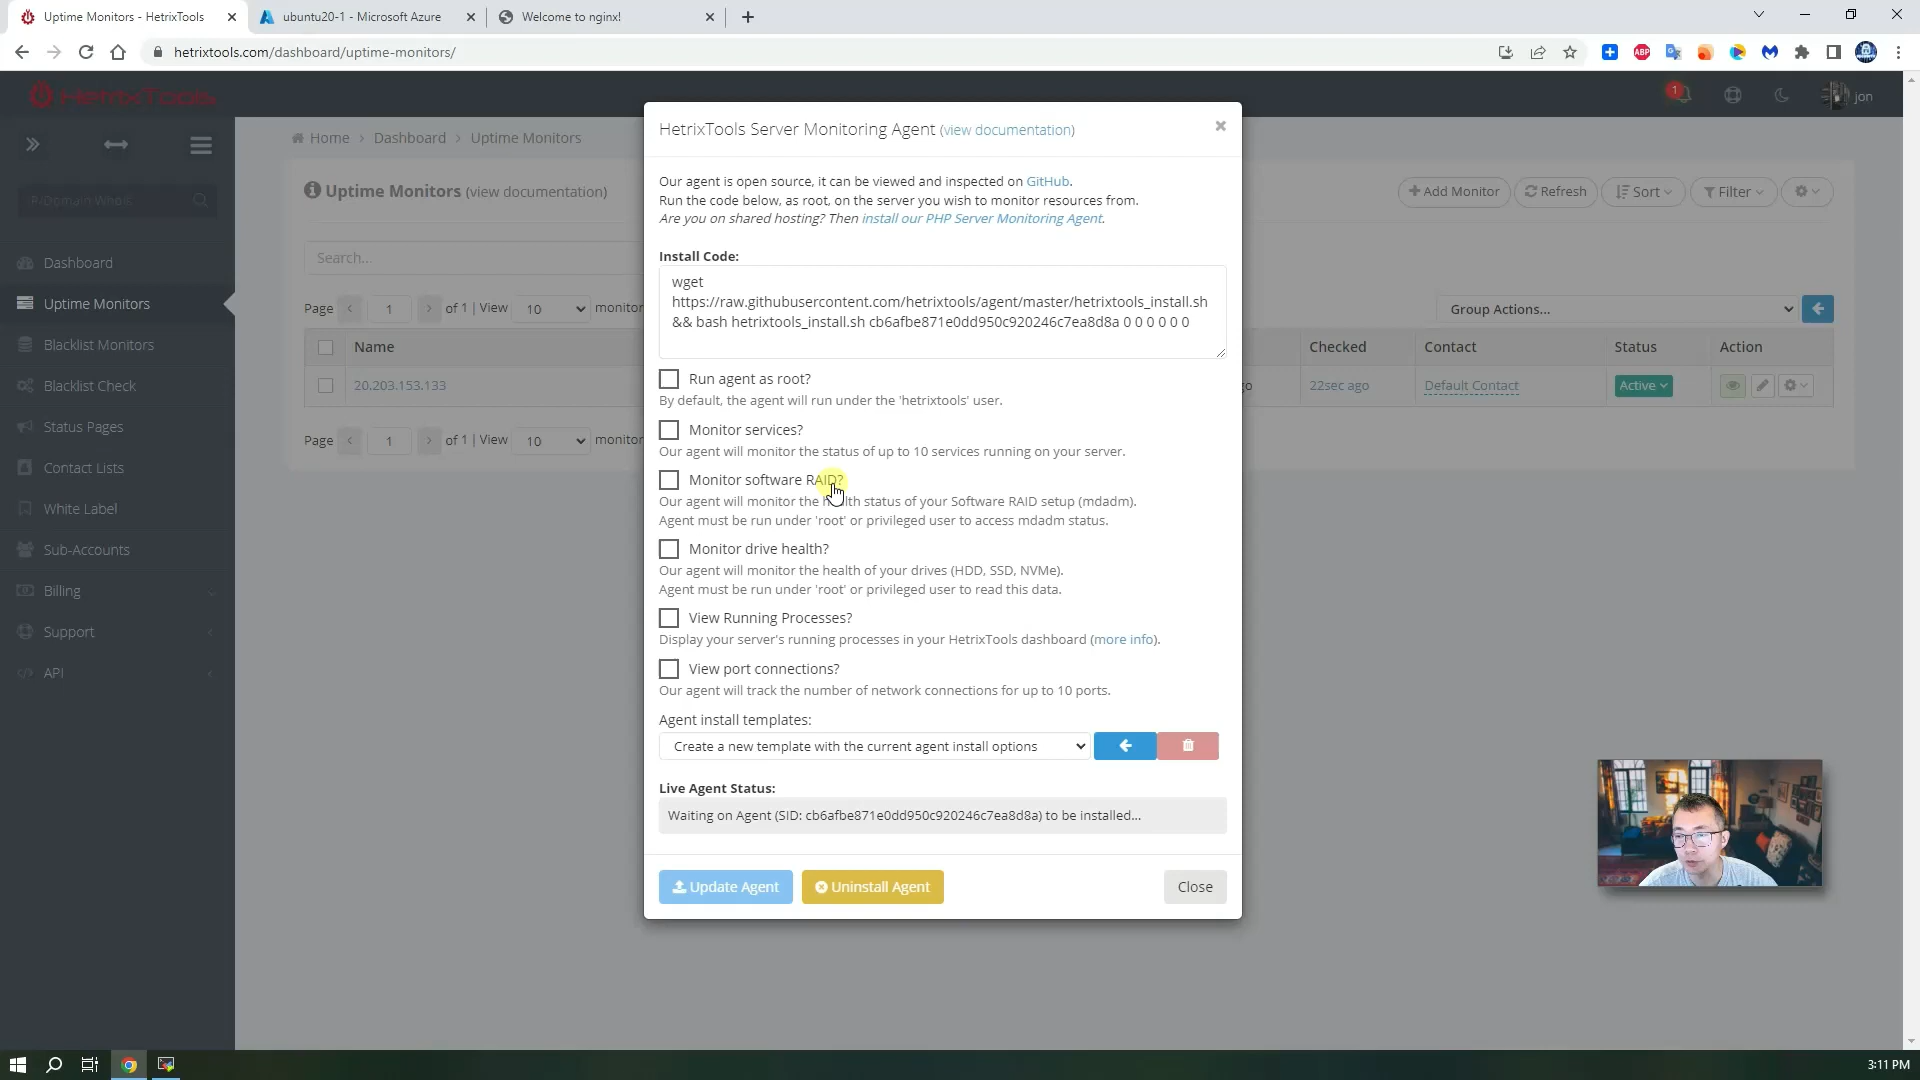 Uptime Monitors - HetrixTools
ubuntu20-1 - Microsoft Azure
Welcome to nginx!
hetrixtools.com/dashboard/uptime-monitors/
HetrixTools
1
jon
Home > Dashboard > Uptime Monitors
Uptime Monitors (view documentation)
Add Monitor
Refresh
Sort
Filter
Dashboard
Uptime Monitors
Blacklist Monitors
Blacklist Check
Status Pages
Contact Lists
White Label
Sub-Accounts
Billing
Support
API
Search...
Page < 1 > of 1 | View 10 monitor
Group Actions...
Name
Checked
Contact
Status
Action
20.203.153.133
go
22sec ago
Default Contact
Active
Page < 1 > of 1 | View 10 monitor
HetrixTools Server Monitoring Agent (view documentation)
Our agent is open source, it can be viewed and inspected on GitHub.
Run the code below, as root, on the server you wish to monitor resources from.
Are you on shared hosting? Then install our PHP Server Monitoring Agent.
Install Code:
wget
https://raw.githubusercontent.com/hetrixtools/agent/master/hetrixtools_install.sh
&& bash hetrixtools_install.sh cb6afbe871e0dd950c920246c7ea8d8a 0 0 0 0 0 0
Run agent as root?
By default, the agent will run under the 'hetrixtools' user.
Monitor services?
Our agent will monitor the status of up to 10 services running on your server.
Monitor software RAID?
Our agent will monitor the health status of your Software RAID setup (mdadm).
Agent must be run under 'root' or privileged user to access mdadm status.
Monitor drive health?
Our agent will monitor the health of your drives (HDD, SSD, NVMe).
Agent must be run under 'root' or privileged user to read this data.
View Running Processes?
Display your server's running processes in your HetrixTools dashboard (more info).
View port connections?
Our agent will track the number of network connections for up to 10 ports.
Agent install templates:
Create a new template with the current agent install options
Live Agent Status:
Waiting on Agent (SID: cb6afbe871e0dd950c920246c7ea8d8a) to be installed...
Update Agent
Uninstall Agent
Close
3:11 PM